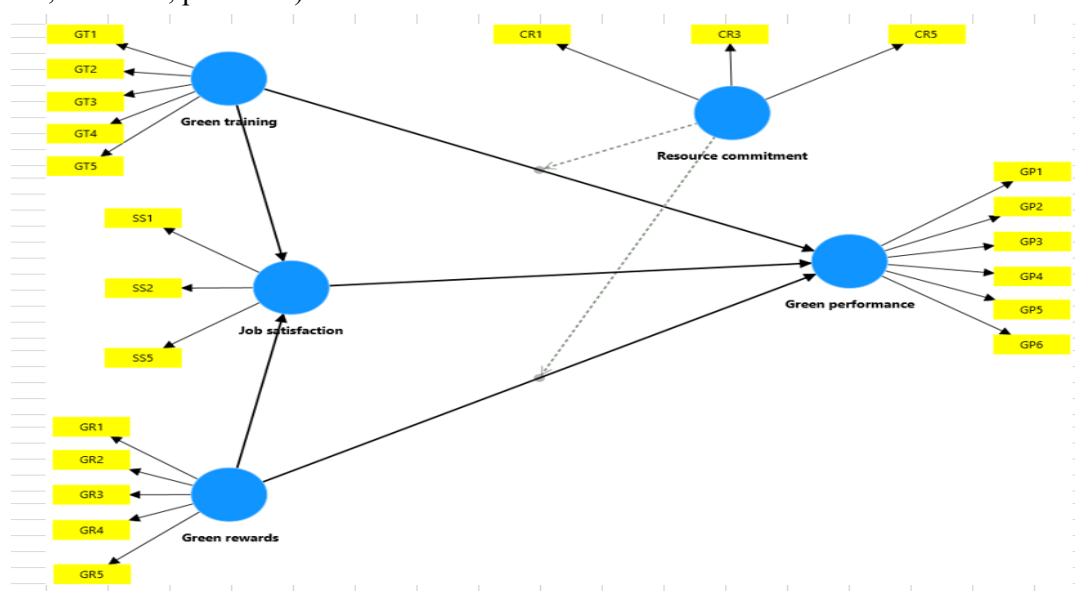 GT1
GT2
GT3
GT4
GT5
Green training
CR1
CR3
CR5
Resource commitment
SS1
SS2
SS5
Job satisfaction
GP1
GP2
GP3
GP4
GP5
GP6
Green performance
GR1
GR2
GR3
GR4
GR5
Green rewards